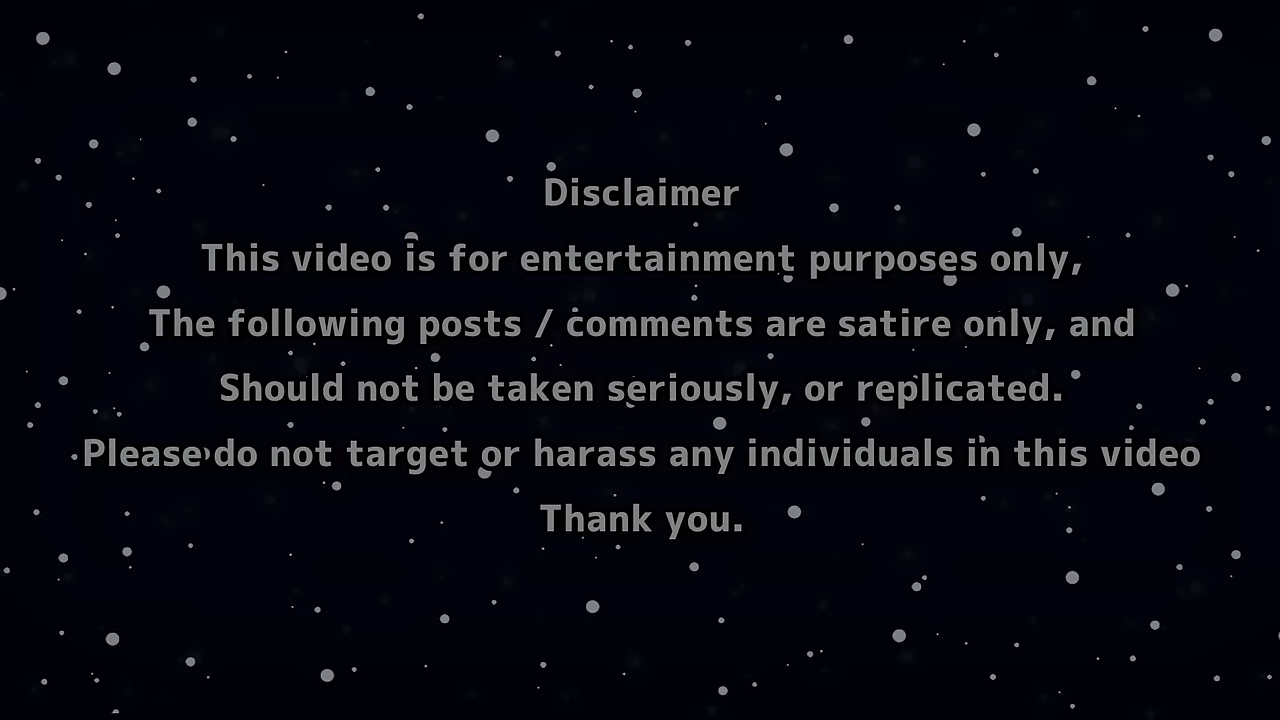 Disclaimer
This video is for entertainment purposes only,
The following posts / comments are satire only, and
Should not be taken seriously, or replicated.
Please do not target or harass any individuals in this video
Thank you.